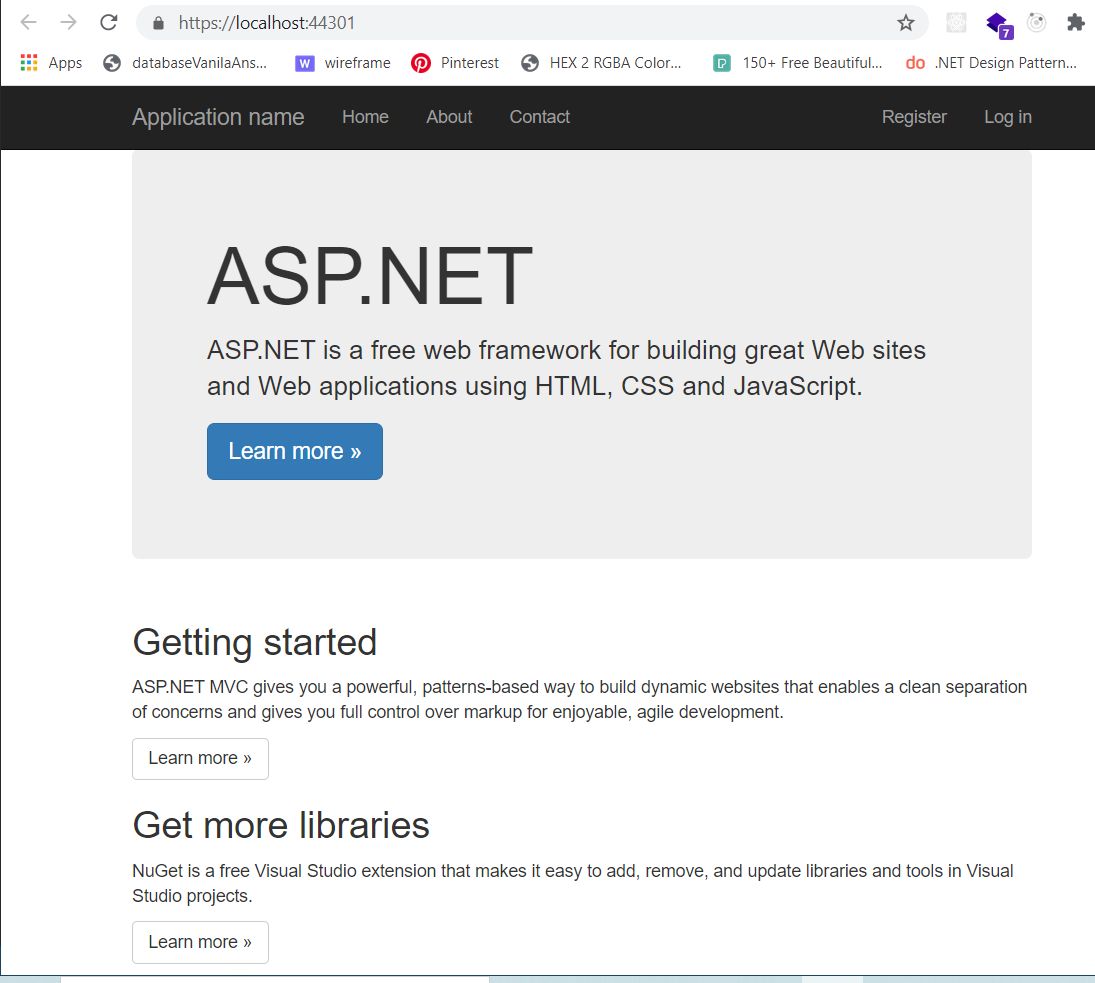 https://localhost:44301
7
Apps databaseVanilaAns... W wireframe Pinterest HEX 2 RGBA Color... P 150+ Free Beautiful... do .NET Design Pattern...
Application name Home About Contact Register Log in
ASP.NET
ASP.NET is a free web framework for building great Web sites
and Web applications using HTML, CSS and JavaScript.
Learn more »
Getting started
ASP.NET MVC gives you a powerful, patterns-based way to build dynamic websites that enables a clean separation
of concerns and gives you full control over markup for enjoyable, agile development.
Learn more »
Get more libraries
NuGet is a free Visual Studio extension that makes it easy to add, remove, and update libraries and tools in Visual
Studio projects.
Learn more »